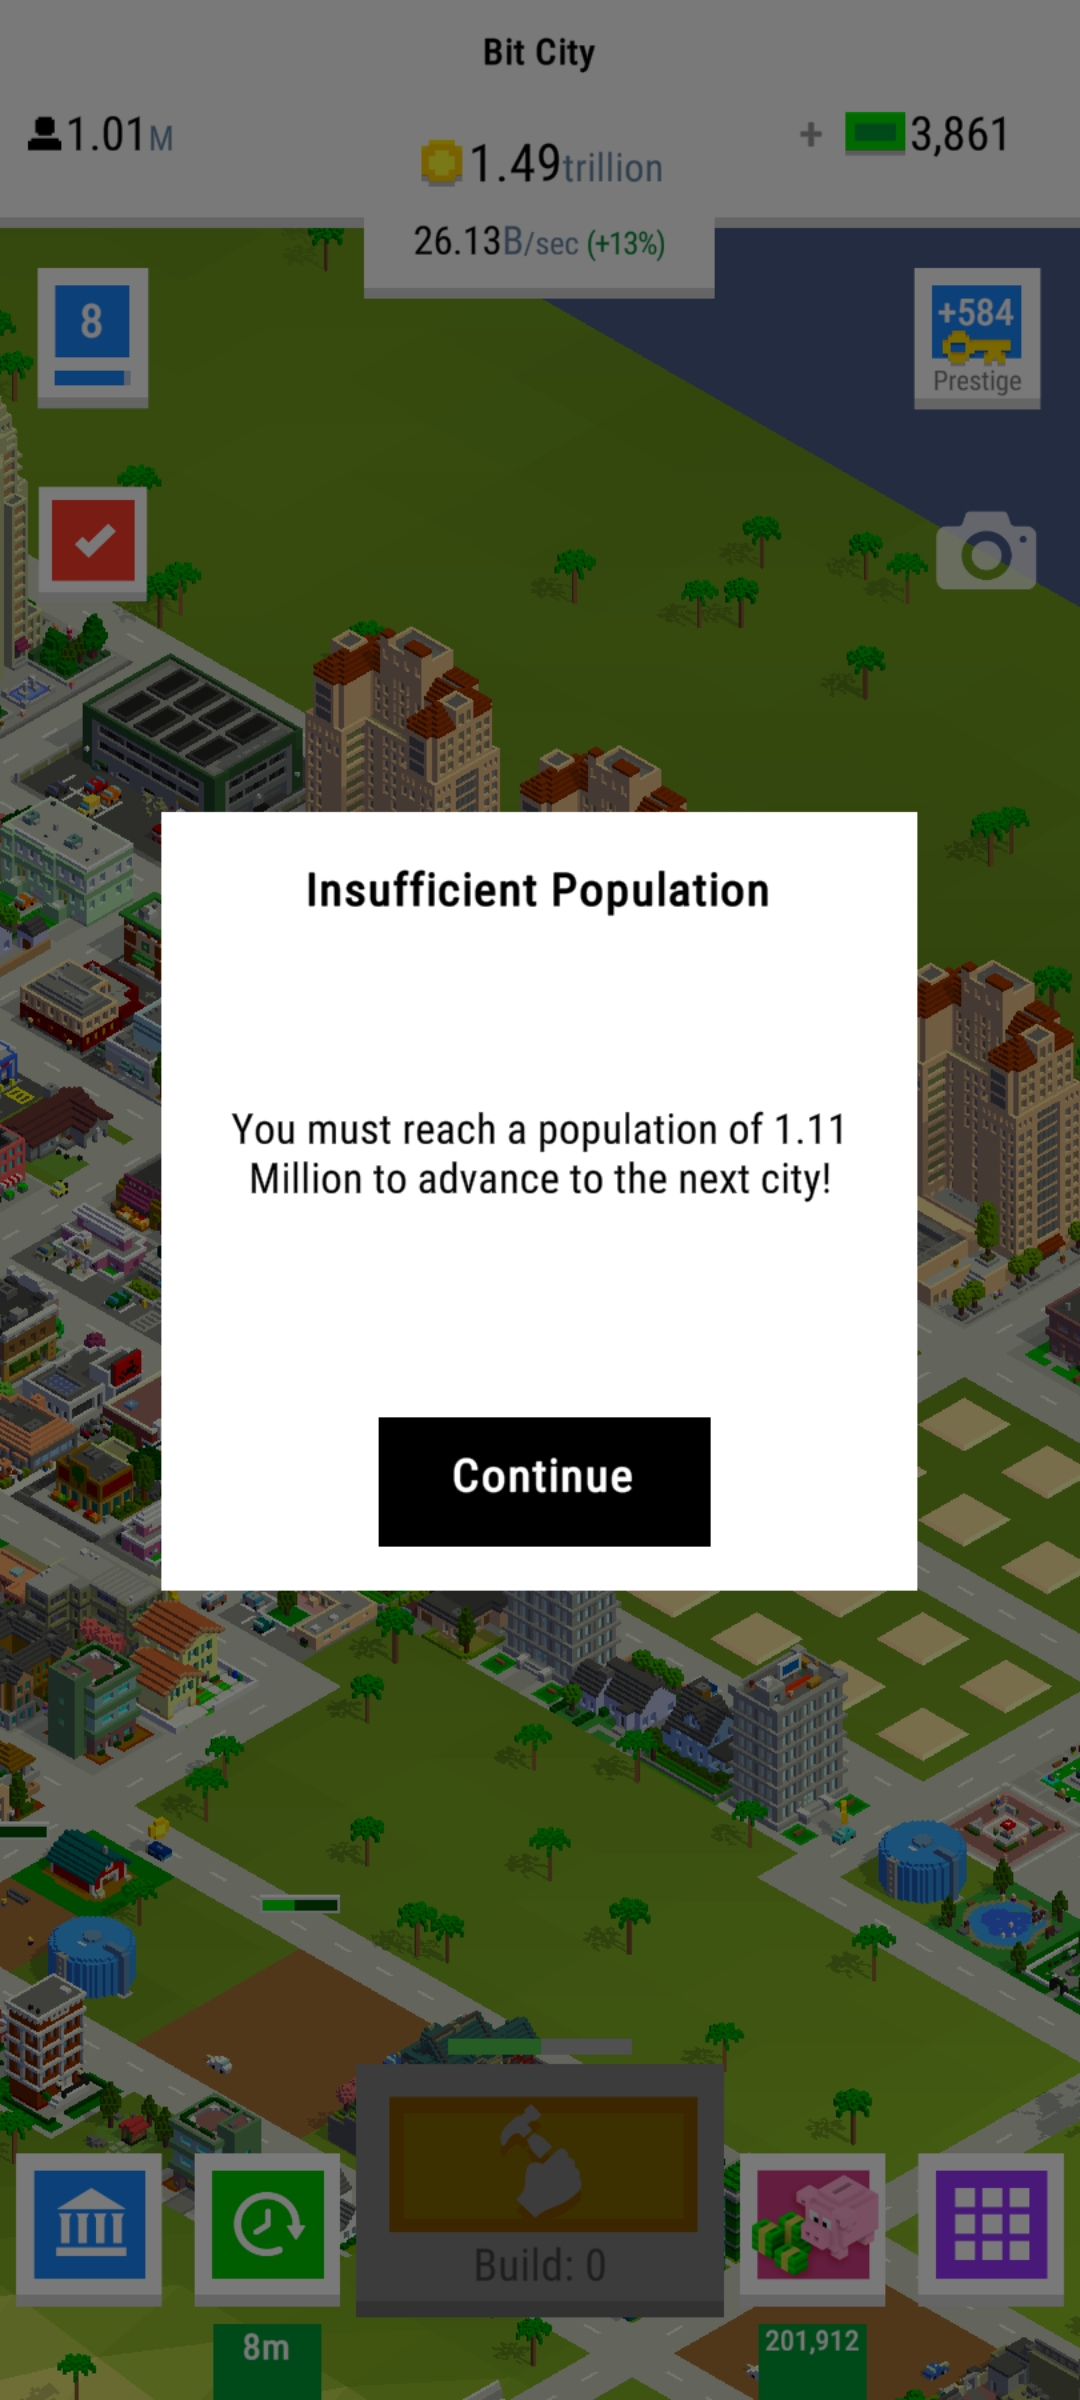 Bit City
1.01M
1.49trillion
+ 3,861
26.13B/sec (+13%)
8
+584
Prestige
Insufficient Population
You must reach a population of 1.11
Million to advance to the next city!
Continue
Build: 0
8m
201,912